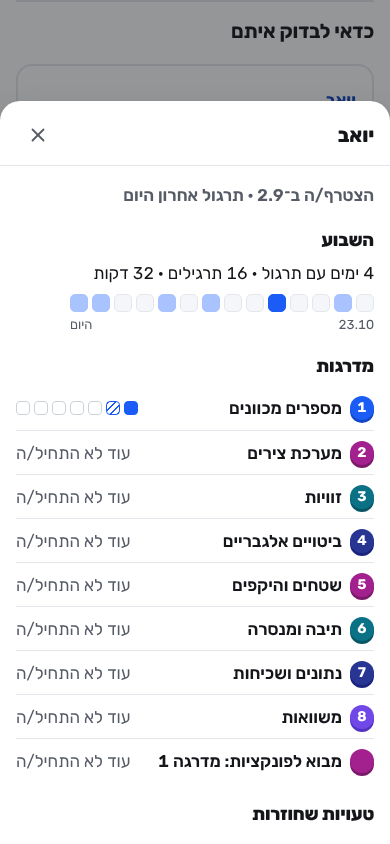 כדאי לבדוק איתם
יואב
יואב
הצטרף/ה ב־2.9 • תרגול אחרון היום
השבוע
4 ימים עם תרגול • 16 תרגילים • 32 דקות
23.10
היום
מדרגות
1 מספרים מכוונים
2 מערכת צירים עוד לא התחיל/ה
3 זוויות עוד לא התחיל/ה
4 ביטויים אלגבריים עוד לא התחיל/ה
5 שטחים והיקפים עוד לא התחיל/ה
6 תיבה ומנסרה עוד לא התחיל/ה
7 נתונים ושכיחות עוד לא התחיל/ה
8 משוואות עוד לא התחיל/ה
מבוא לפונקציות: מדרגה 1 עוד לא התחיל/ה
טעויות שחוזרות